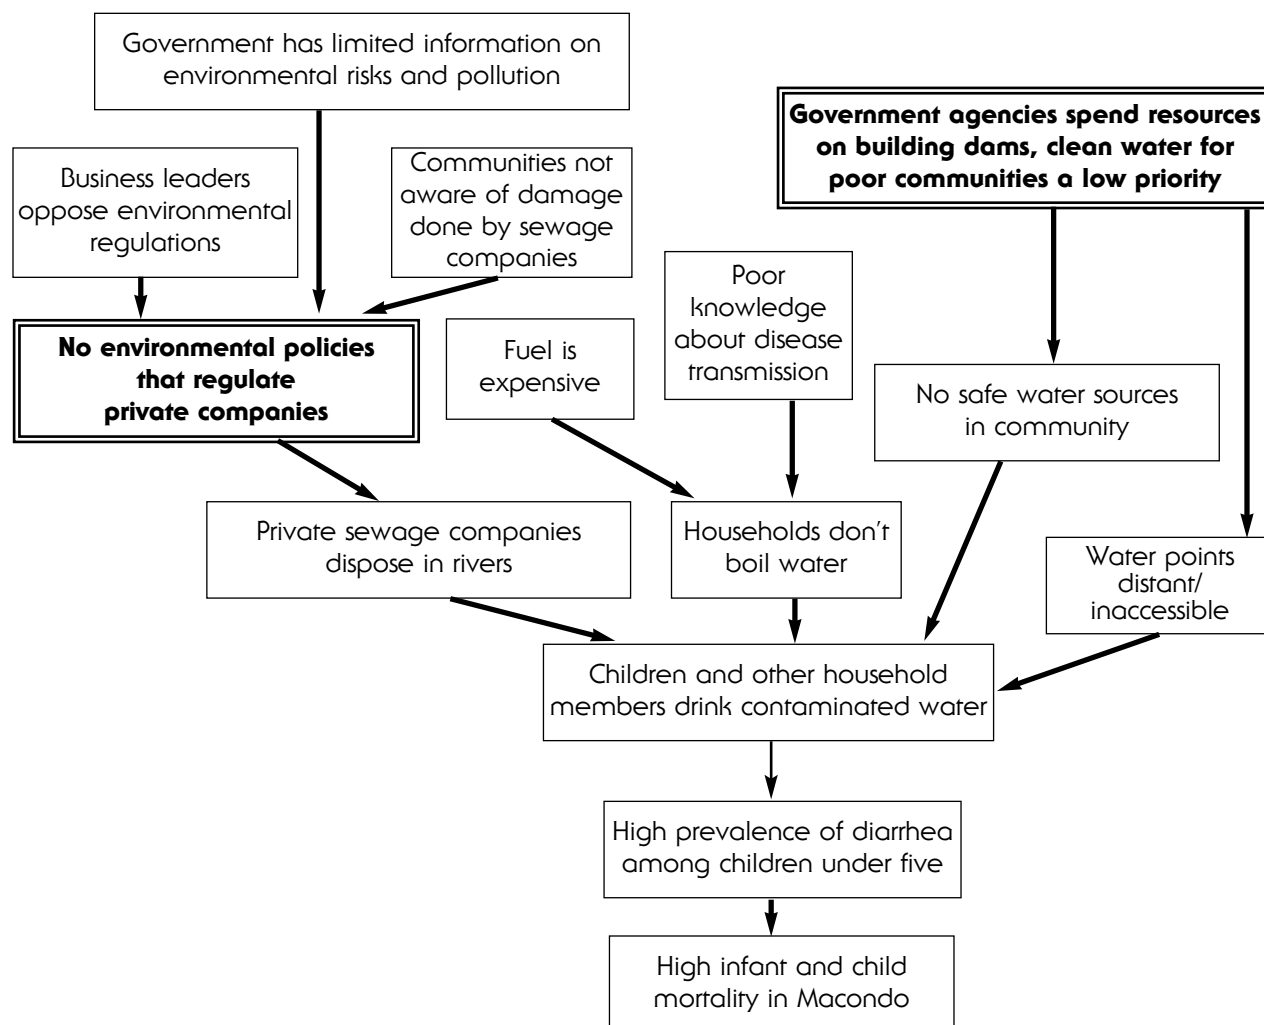 Government has limited information on
environmental risks and pollution
Government agencies spend resources
on building dams, clean water for
poor communities a low priority
Business leaders
oppose environmental
regulations
Communities not
aware of damage
done by sewage
companies
Poor
knowledge
about disease
transmission
No environmental policies
that regulate
private companies
Fuel is
expensive
No safe water sources
in community
Private sewage companies
dispose in rivers
Households don't
boil water
Water points
distant/
inaccessible
Children and other household
members drink contaminated water
High prevalence of diarrhea
among children under five
High infant and child
mortality in Macondo